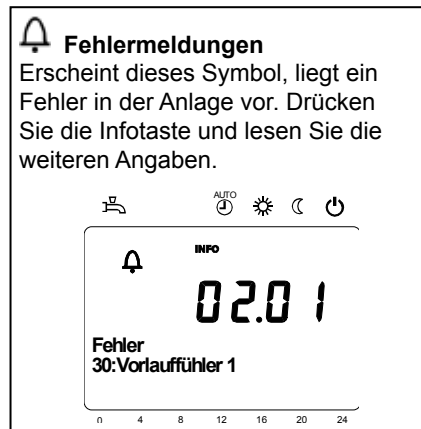 Fehlermeldungen
Erscheint dieses Symbol, liegt ein
Fehler in der Anlage vor. Drücken
Sie die Infotaste und lesen Sie die
weiteren Angaben.
AUTO
INFO
02.01
Fehler
30:Vorlauffühler 1
0 4 8 12 16 20 24